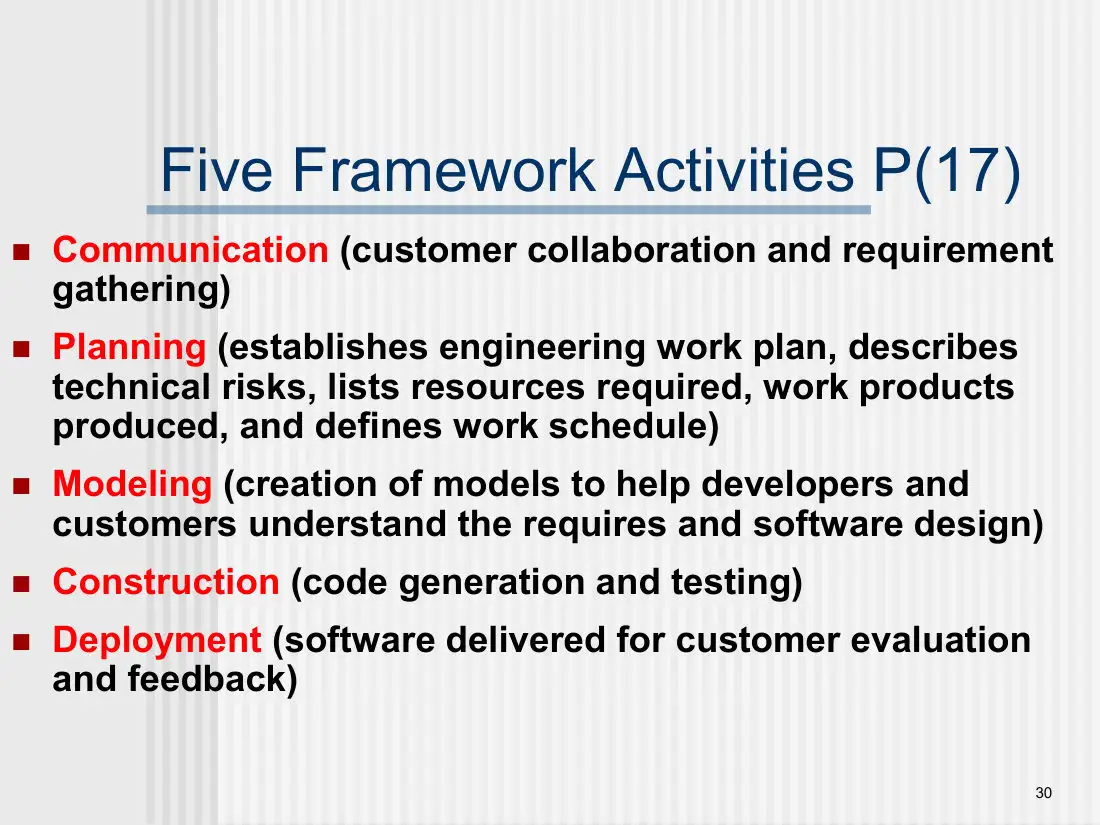 Five Framework Activities P(17)
Communication (customer collaboration and requirement
gathering)
Planning (establishes engineering work plan, describes
technical risks, lists resources required, work products
produced, and defines work schedule)
Modeling (creation of models to help developers and
customers understand the requires and software design)
Construction (code generation and testing)
Deployment (software delivered for customer evaluation
and feedback)
30